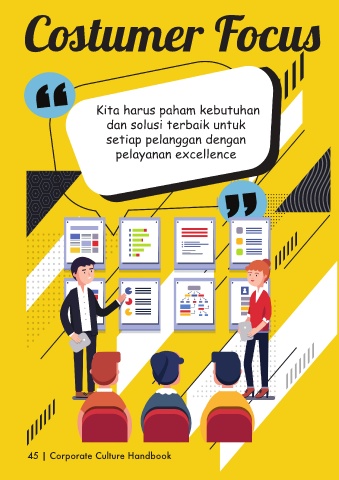 Costumer Focus
Kita harus paham kebutuhan
dan solusi terbaik untuk
setiap pelanggan dengan
pelayanan excellence
45 | Corporate Culture Handbook